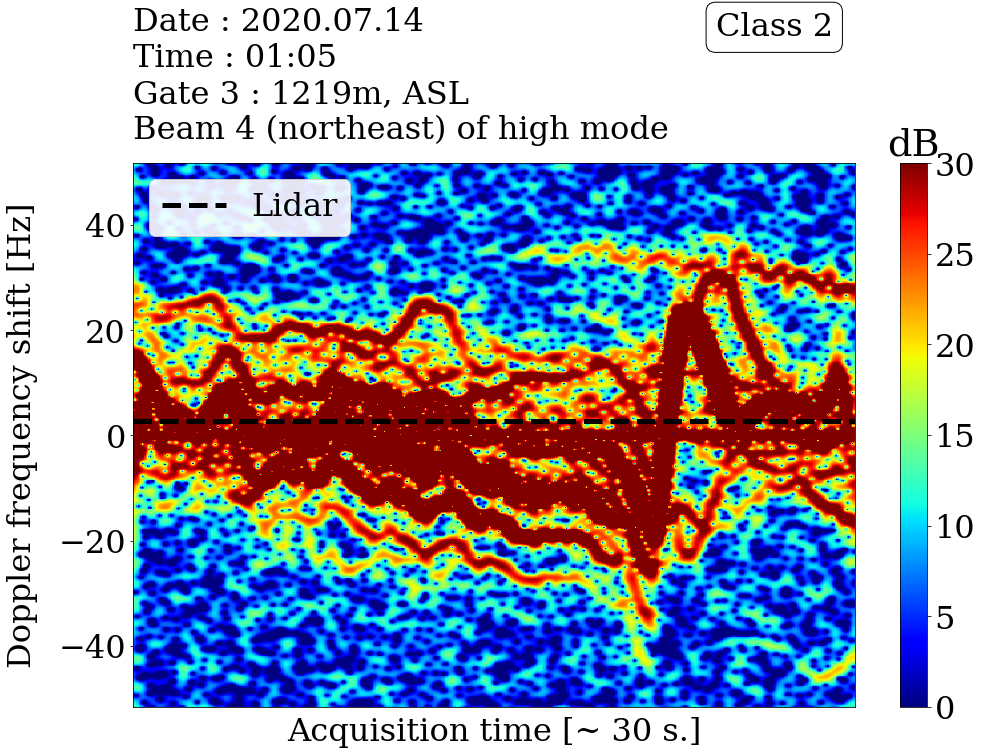 Date : 2020.07.14
Time : 01:05
Gate 3 : 1219m, ASL
Beam 4 (northeast) of high mode
Class 2
dB
Lidar
Doppler frequency shift [Hz]
40
20
0
−20
−40
Acquisition time [~ 30 s.]
30
25
20
15
10
5
0